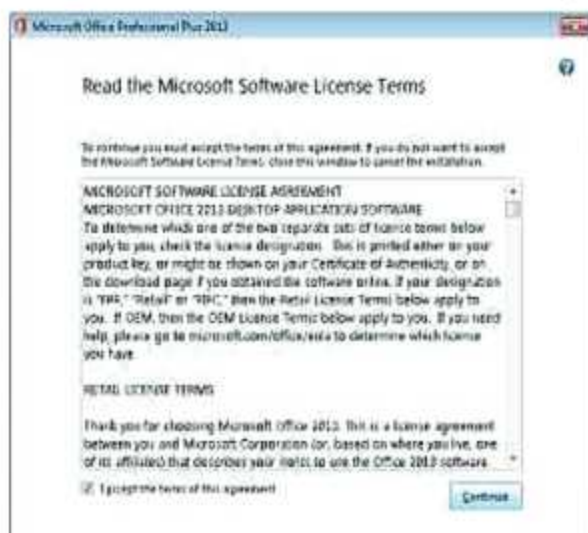 Microsoft Office Professional Plus 2013
Read the Microsoft Software License Terms
To continue you must accept the terms of this agreement. If you do not want to accept
the Microsoft Software License Terms, close this window to cancel the installation.
MICROSOFT SOFTWARE LICENSE AGREEMENT
MICROSOFT OFFICE 2013 DESKTOP APPLICATION SOFTWARE
To determine which one of the two separate sets of license terms below
apply to you, check the license designation. This is printed either on your
product key, or might be shown on your Certificate of Authenticity, or on
the download page if you obtained the software online. If your designation
is "FPP," "Retail" or "PIPC," then the Retail License Terms below apply to
you. If OEM, then the OEM License Terms below apply to you. If you need
help, please go to microsoft.com/office/eula to determine which license
you have.
RETAIL LICENSE TERMS
Thank you for choosing Microsoft Office 2013. This is a license agreement
between you and Microsoft Corporation (or, based on where you live, one
of its affiliates) that describes your rights to use the Office 2013 software.
I accept the terms of this agreement
Continue